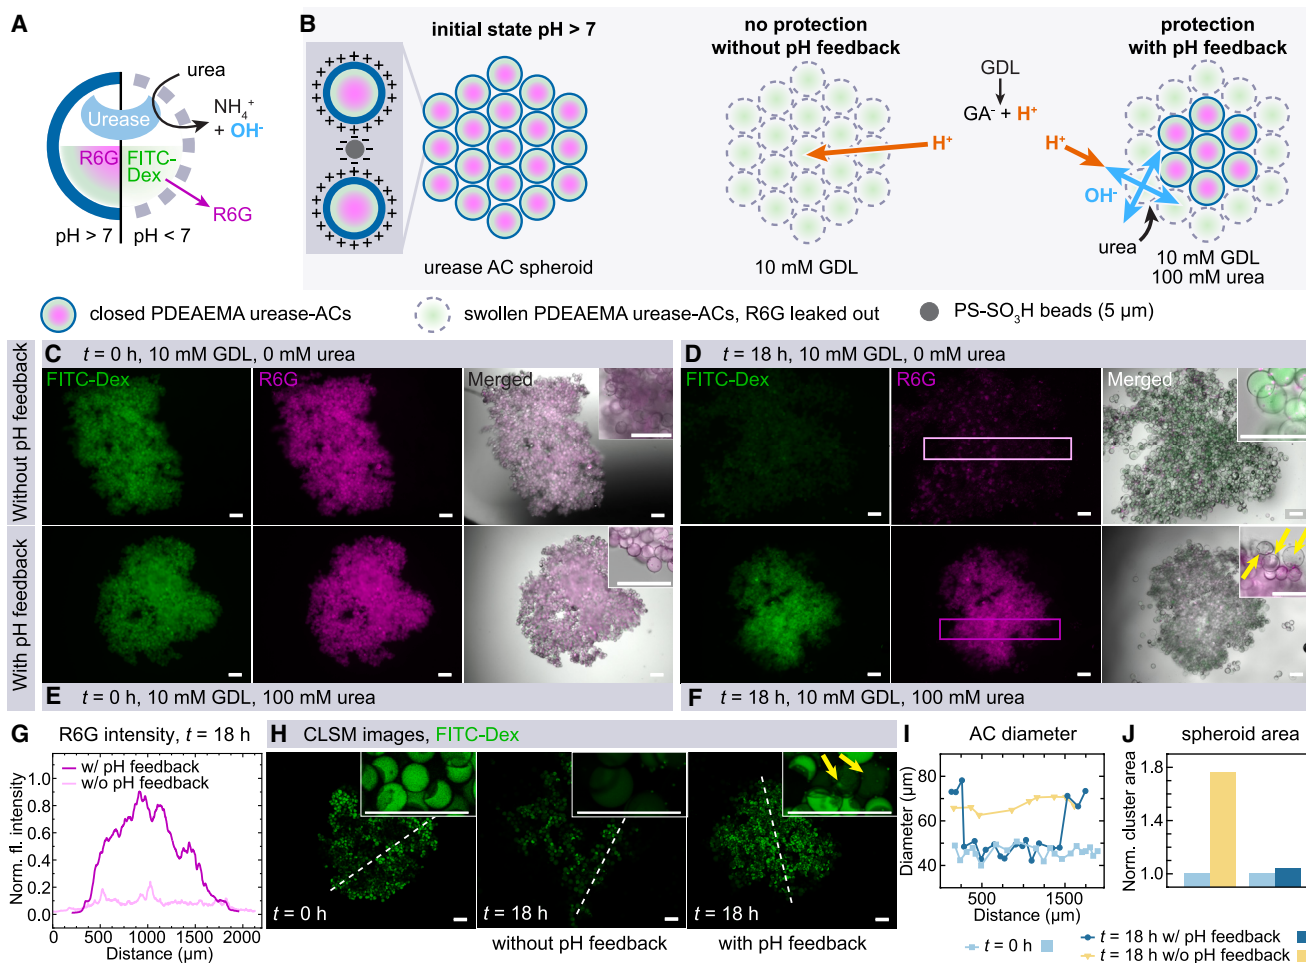 A
urea
Urease
NH4+
+ OH-
R6G
FITC-
Dex
R6G
pH > 7
pH < 7
B
initial state pH > 7
urease AC spheroid
no protection
without pH feedback
H+
10 mM GDL
GDL
GA- + H+
protection
with pH feedback
H+
OH-
urea
10 mM GDL
100 mM urea
closed PDEAEMA urease-ACs
swollen PDEAEMA urease-ACs, R6G leaked out
PS-SO3H beads (5 µm)
Without pH feedback
With pH feedback
C t = 0 h, 10 mM GDL, 0 mM urea
FITC-Dex
R6G
Merged
D t = 18 h, 10 mM GDL, 0 mM urea
FITC-Dex
R6G
Merged
E t = 0 h, 10 mM GDL, 100 mM urea
F t = 18 h, 10 mM GDL, 100 mM urea
G R6G intensity, t = 18 h
w/ pH feedback
w/o pH feedback
Norm. fl. intensity
1.0
0.8
0.6
0.4
0.2
0.0
0 500 1000 1500 2000
Distance (µm)
H CLSM images, FITC-Dex
t = 0 h
t = 18 h
t = 18 h
without pH feedback
with pH feedback
I AC diameter
Diameter (µm)
80
60
40
500 1000 1500
Distance (µm)
t = 0 h
J spheroid area
Norm. cluster area
1.8
1.4
1.0
t = 18 h w/ pH feedback
t = 18 h w/o pH feedback